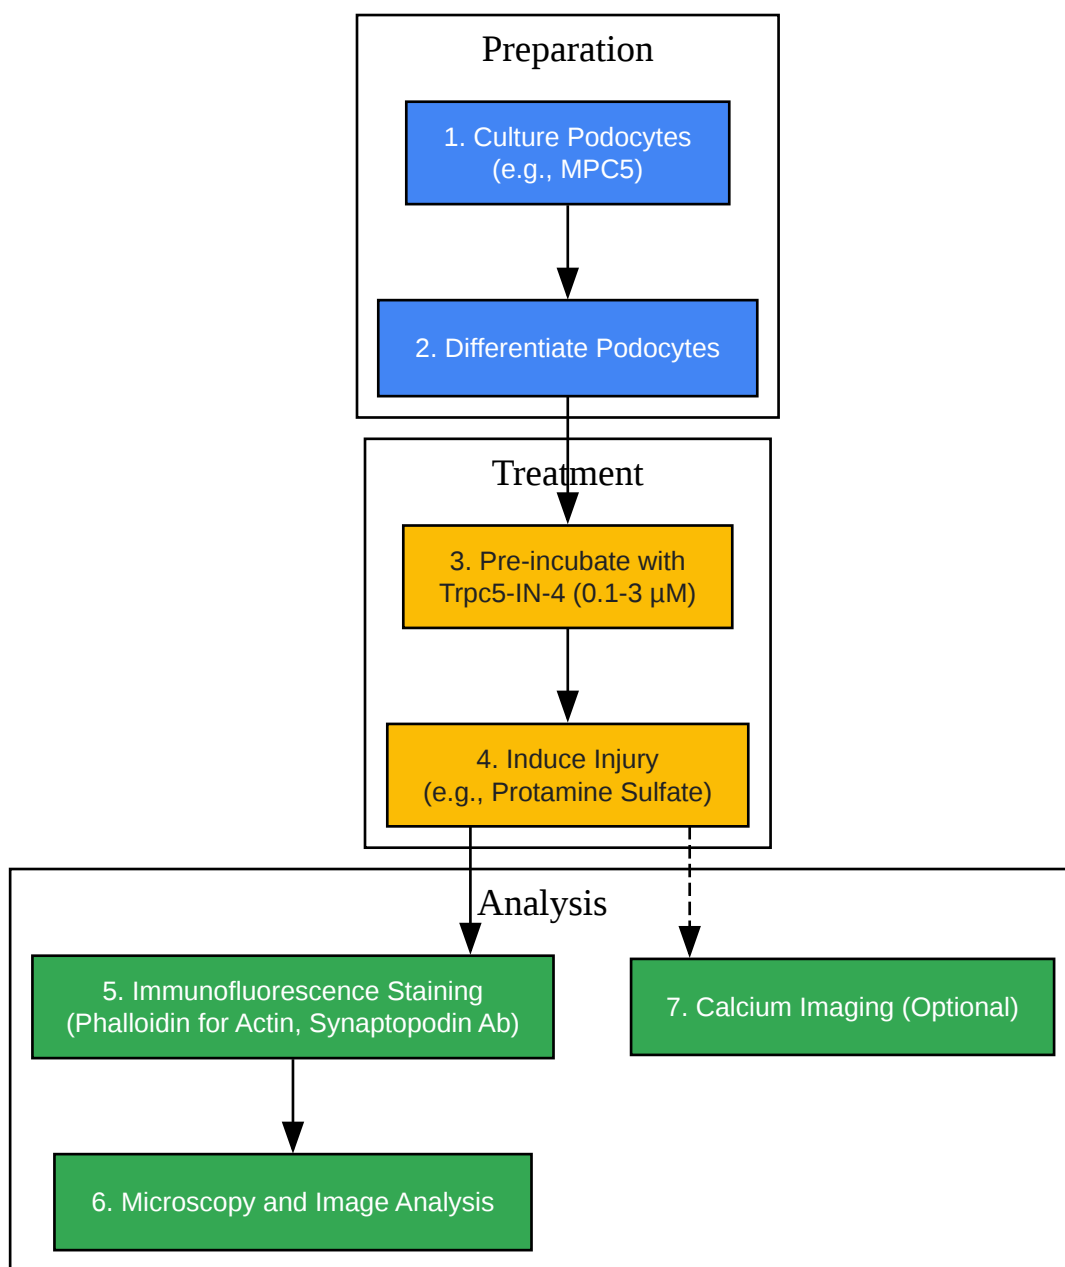 Preparation
1. Culture Podocytes
(e.g., MPC5)
2. Differentiate Podocytes
Treatment
3. Pre-incubate with
Trpc5-IN-4 (0.1-3 µM)
4. Induce Injury
(e.g., Protamine Sulfate)
Analysis
5. Immunofluorescence Staining
(Phalloidin for Actin, Synaptopodin Ab)
7. Calcium Imaging (Optional)
6. Microscopy and Image Analysis